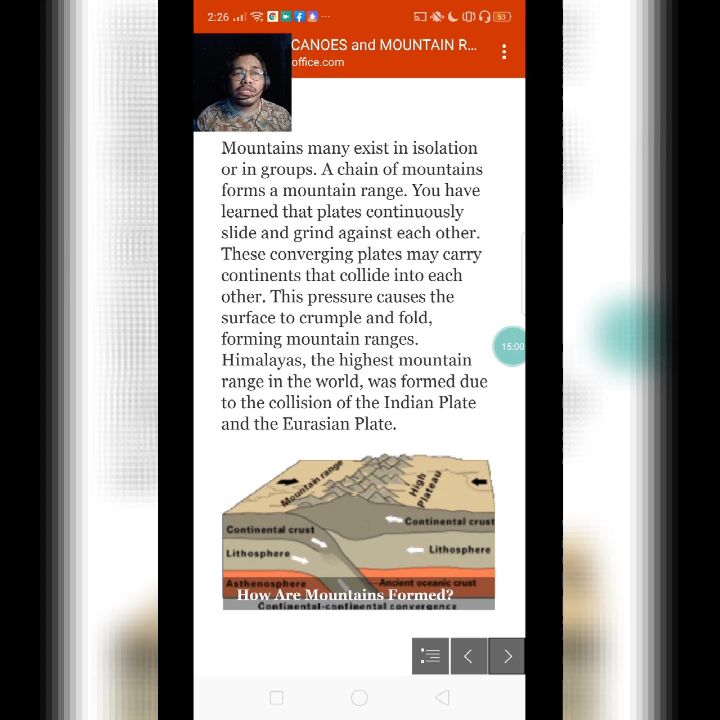 2:26
53
CANOES and MOUNTAIN R...
office.com
Mountains many exist in isolation
or in groups. A chain of mountains
forms a mountain range. You have
learned that plates continuously
slide and grind against each other.
These converging plates may carry
continents that collide into each
other. This pressure causes the
surface to crumple and fold,
forming mountain ranges.
Himalayas, the highest mountain
range in the world, was formed due
to the collision of the Indian Plate
and the Eurasian Plate.
15:00
Mountain range
High
Plateau
Continental crust
Continental crust
Lithosphere
Lithosphere
Asthenosphere
Ancient oceanic crust
How Are Mountains Formed?
Continental-continental convergence